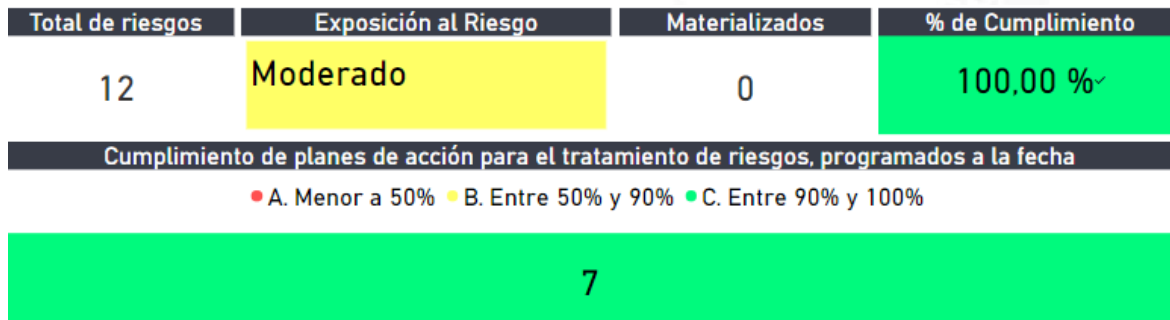 Total de riesgos Exposición al Riesgo Materializados % de Cumplimiento
12 Moderado 0 100,00 %✓
Cumplimiento de planes de acción para el tratamiento de riesgos, programados a la fecha
A. Menor a 50% B. Entre 50% y 90% C. Entre 90% y 100%
7